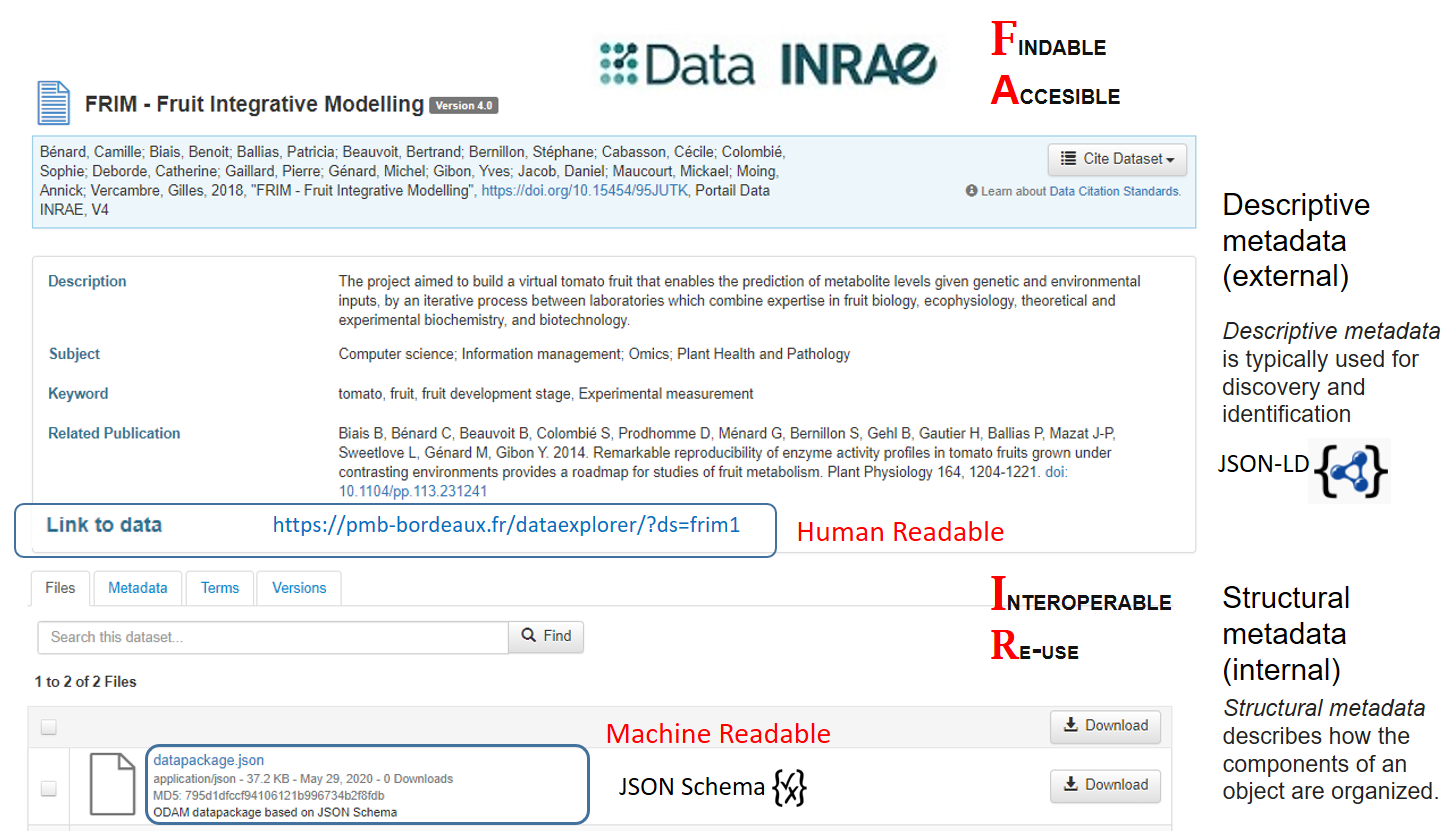 Data INRAE
FINDABLE
ACCESIBLE
FRIM - Fruit Integrative Modelling Version 4.0
Bénard, Camille; Biais, Benoit; Ballias, Patricia; Beauvoit, Bertrand; Bernillon, Stéphane; Cabasson, Cécile; Colombié,
Sophie; Deborde, Catherine; Gaillard, Pierre; Génard, Michel; Gibon, Yves; Jacob, Daniel; Maucourt, Mickael; Moing,
Annick; Vercambre, Gilles, 2018, "FRIM - Fruit Integrative Modelling", https://doi.org/10.15454/95JUTK, Portail Data
INRAE, V4
Cite Dataset
Learn about Data Citation Standards.
Descriptive
metadata
(external)
Descriptive metadata
is typically used for
discovery and
identification
JSON-LD
Description
The project aimed to build a virtual tomato fruit that enables the prediction of metabolite levels given genetic and environmental
inputs, by an iterative process between laboratories which combine expertise in fruit biology, ecophysiology, theoretical and
experimental biochemistry, and biotechnology.
Subject
Computer science; Information management; Omics; Plant Health and Pathology
Keyword
tomato, fruit, fruit development stage, Experimental measurement
Related Publication
Biais B, Bénard C, Beauvoit B, Colombié S, Prodhomme D, Ménard G, Bernillon S, Gehl B, Gautier H, Ballias P, Mazat J-P,
Sweetlove L, Génard M, Gibon Y. 2014. Remarkable reproducibility of enzyme activity profiles in tomato fruits grown under
contrasting environments provides a roadmap for studies of fruit metabolism. Plant Physiology 164, 1204-1221. doi:
10.1104/pp.113.231241
Link to data https://pmb-bordeaux.fr/dataexplorer/?ds=frim1
Human Readable
Files Metadata Terms Versions
INTEROPERABLE
RE-USE
Structural
metadata
(internal)
Structural metadata
describes how the
components of an
object are organized.
Search this dataset... Find
1 to 2 of 2 Files
Machine Readable
Download
datapackage.json
application/json - 37.2 KB - May 29, 2020 - 0 Downloads
MD5: 795d1dfccf94106121b996734b2f8fdb
ODAM datapackage based on JSON Schema
JSON Schema
Download